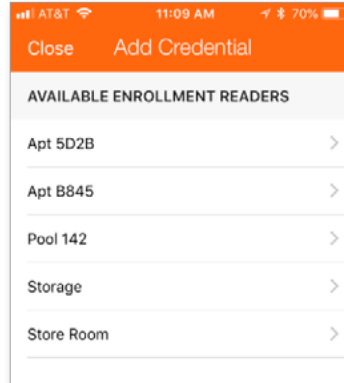 AT&T 11:09 AM 70%
Close Add Credential
AVAILABLE ENROLLMENT READERS
Apt 5D2B
Apt B845
Pool 142
Storage
Store Room